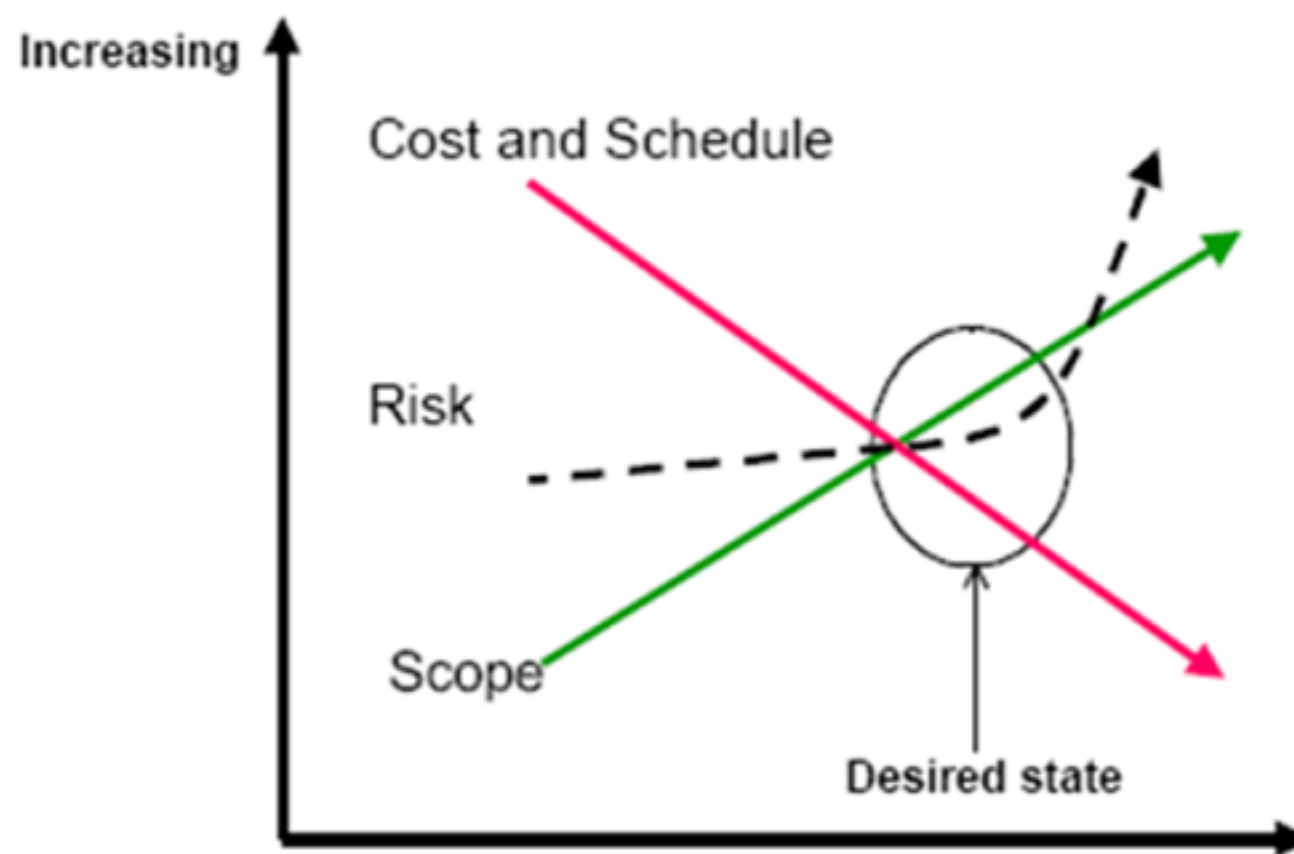 Increasing
Cost and Schedule
Risk
Scope
Desired state